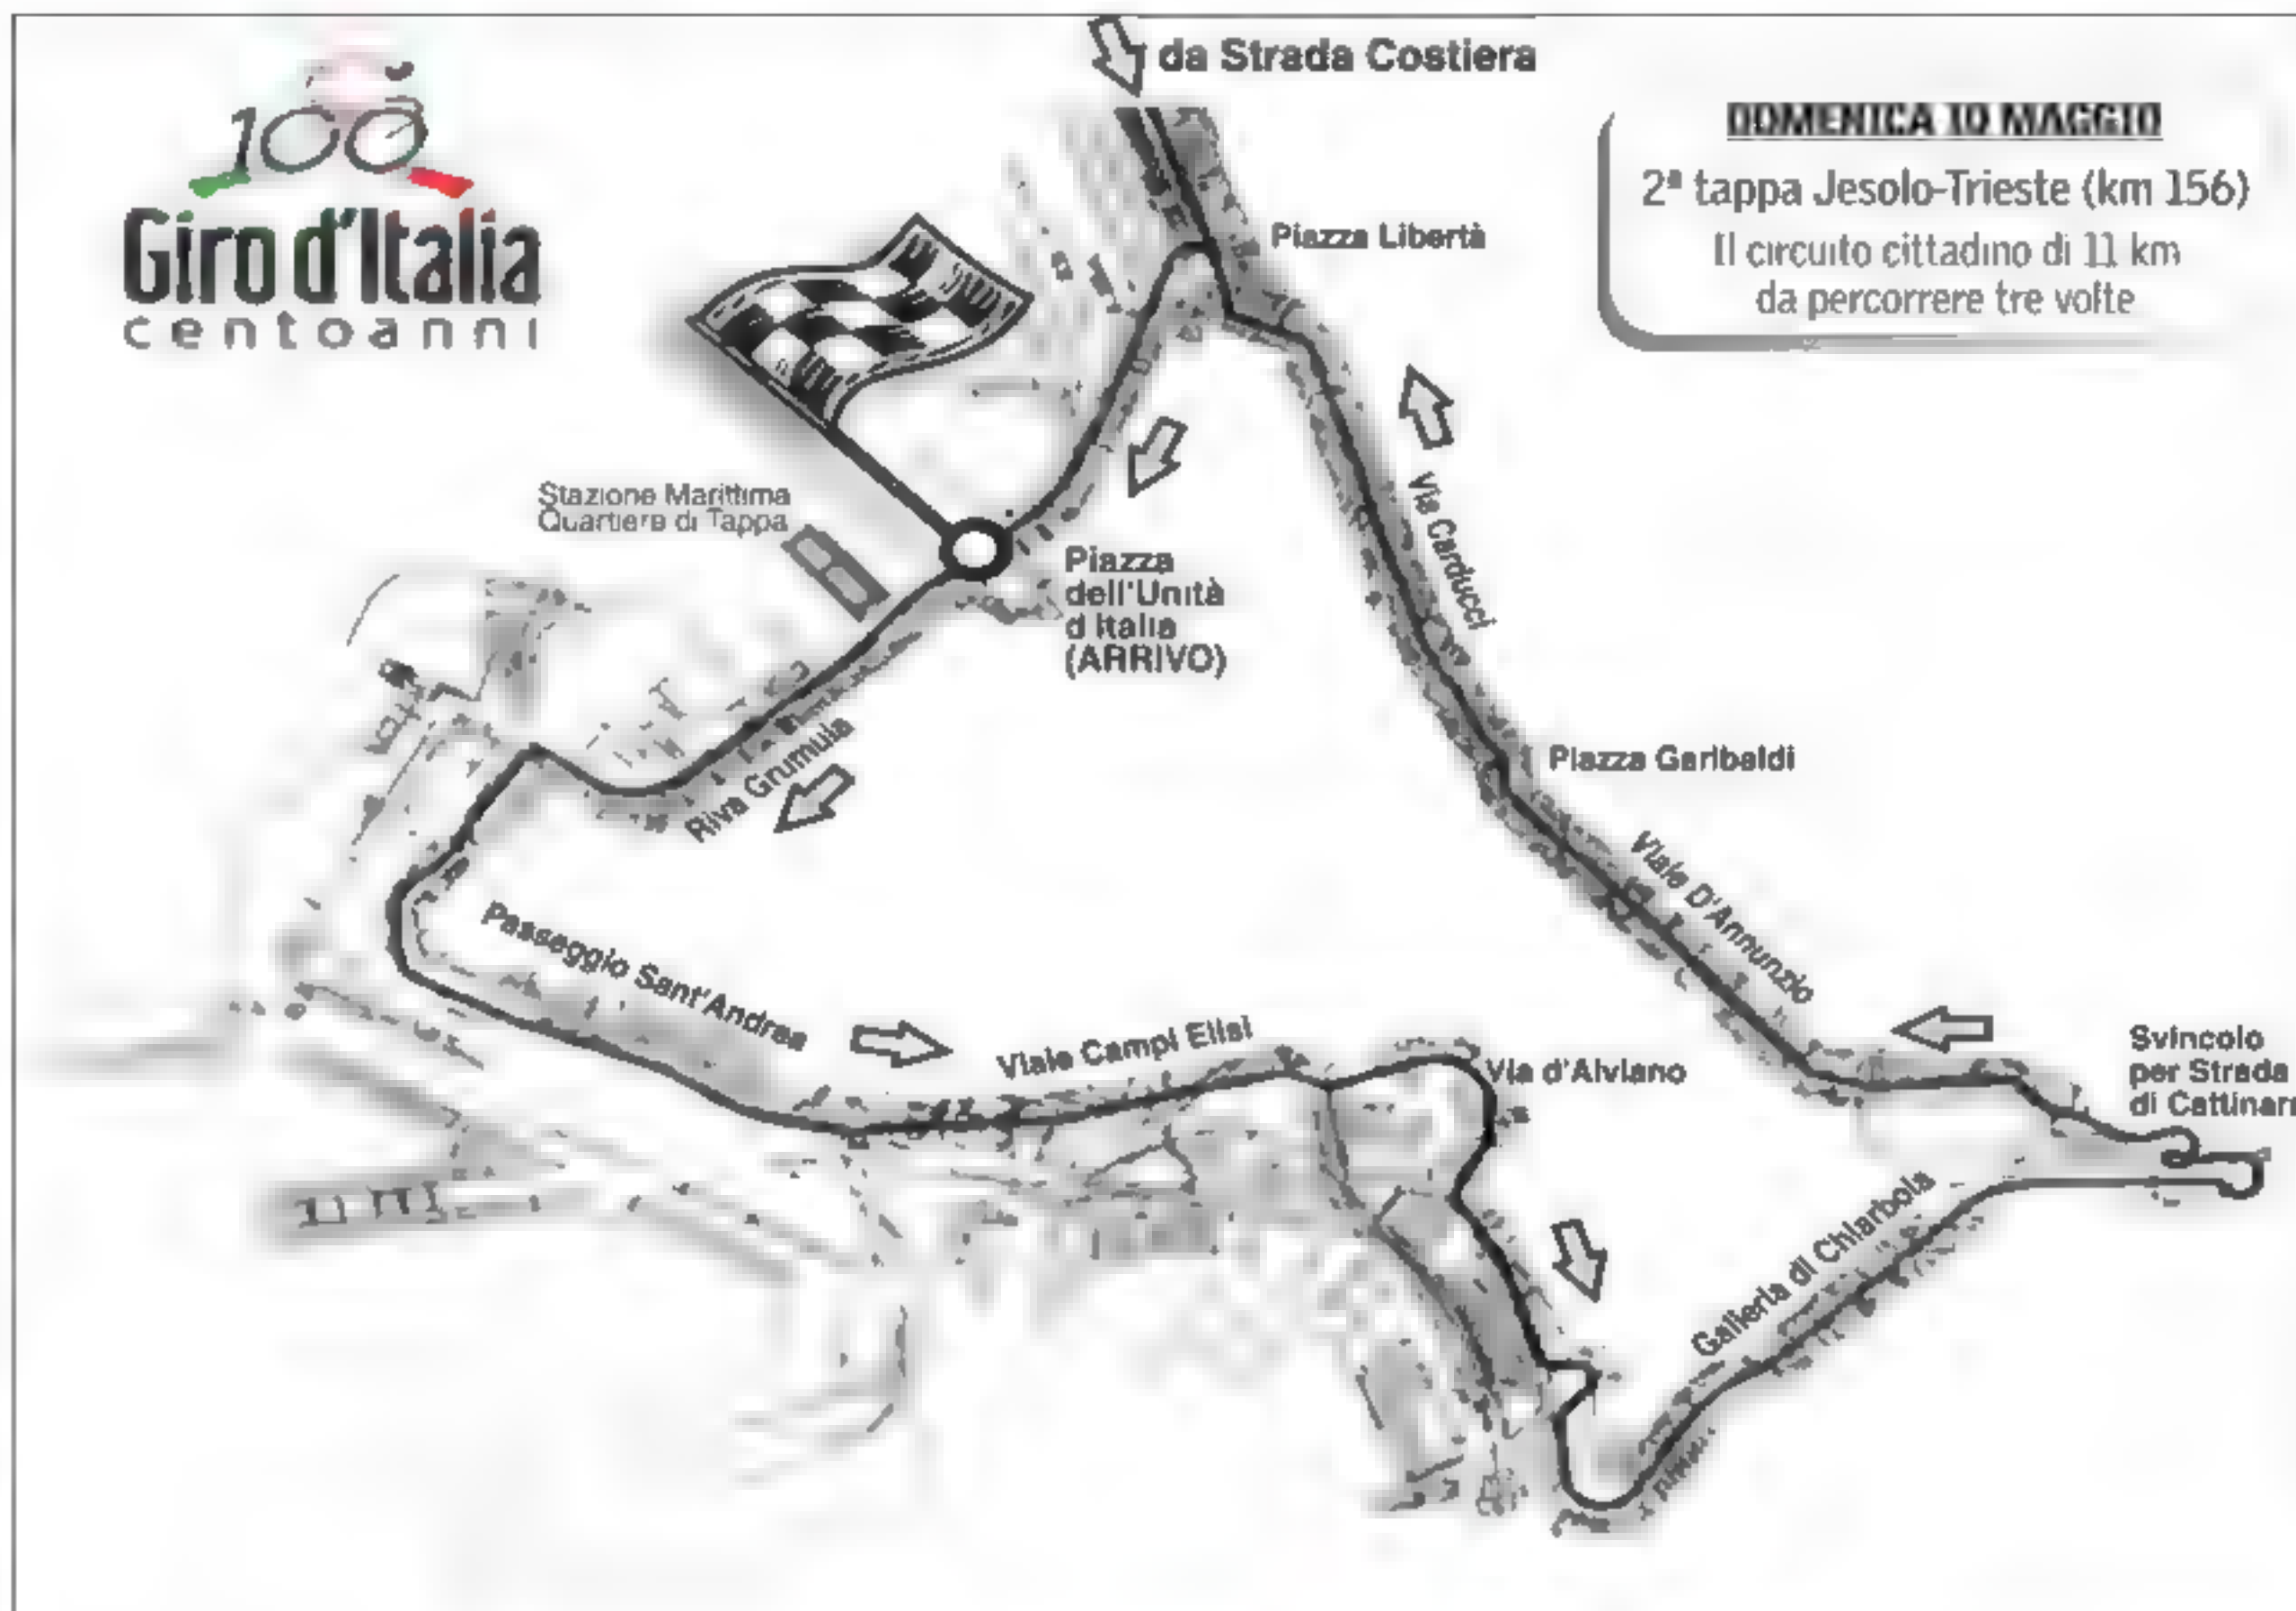 da Strada Costiera
100
Giro d'Italia
centoanni
DOMENICA 10 MAGGIO
2ª tappa Jesolo-Trieste (km 156)
Il circuito cittadino di 11 km
da percorrere tre volte
Piazza Libertà
Via Carducci
Stazione Marittima
Quartiere di Tappa
Piazza
dell'Unità
d Italia
(ARRIVO)
Riva Grumula
Piazza Garibaldi
Viale D'Annunzio
Passeggio Sant'Andrea
Viale Campi Elisi
Via d'Alviano
Svincolo
per Strada
di Cattinar
Galleria di Chiarbola